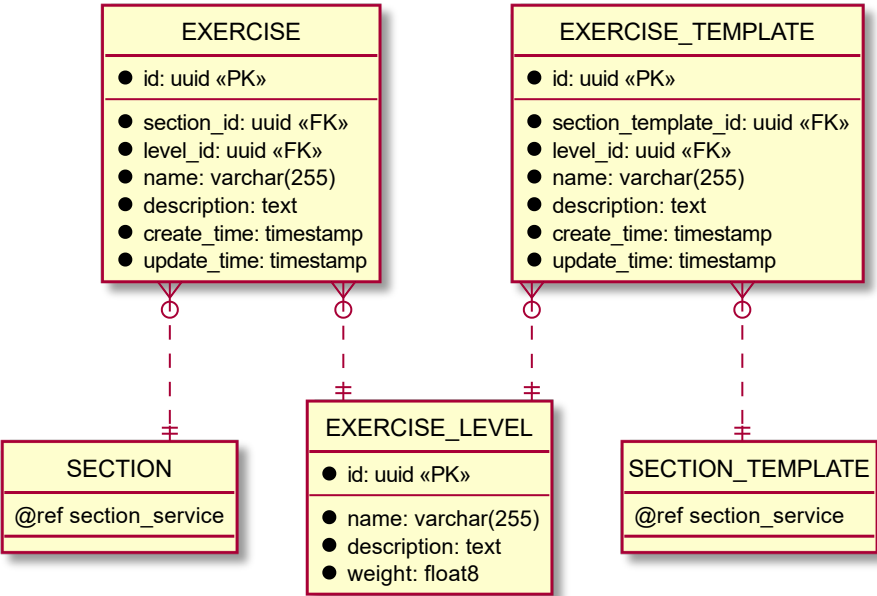 EXERCISE
id: uuid «PK»
section_id: uuid «FK»
level_id: uuid «FK»
name: varchar(255)
description: text
create_time: timestamp
update_time: timestamp
EXERCISE_TEMPLATE
id: uuid «PK»
section_template_id: uuid «FK»
level_id: uuid «FK»
name: varchar(255)
description: text
create_time: timestamp
update_time: timestamp
SECTION
@ref section_service
EXERCISE_LEVEL
id: uuid «PK»
name: varchar(255)
description: text
weight: float8
SECTION_TEMPLATE
@ref section_service